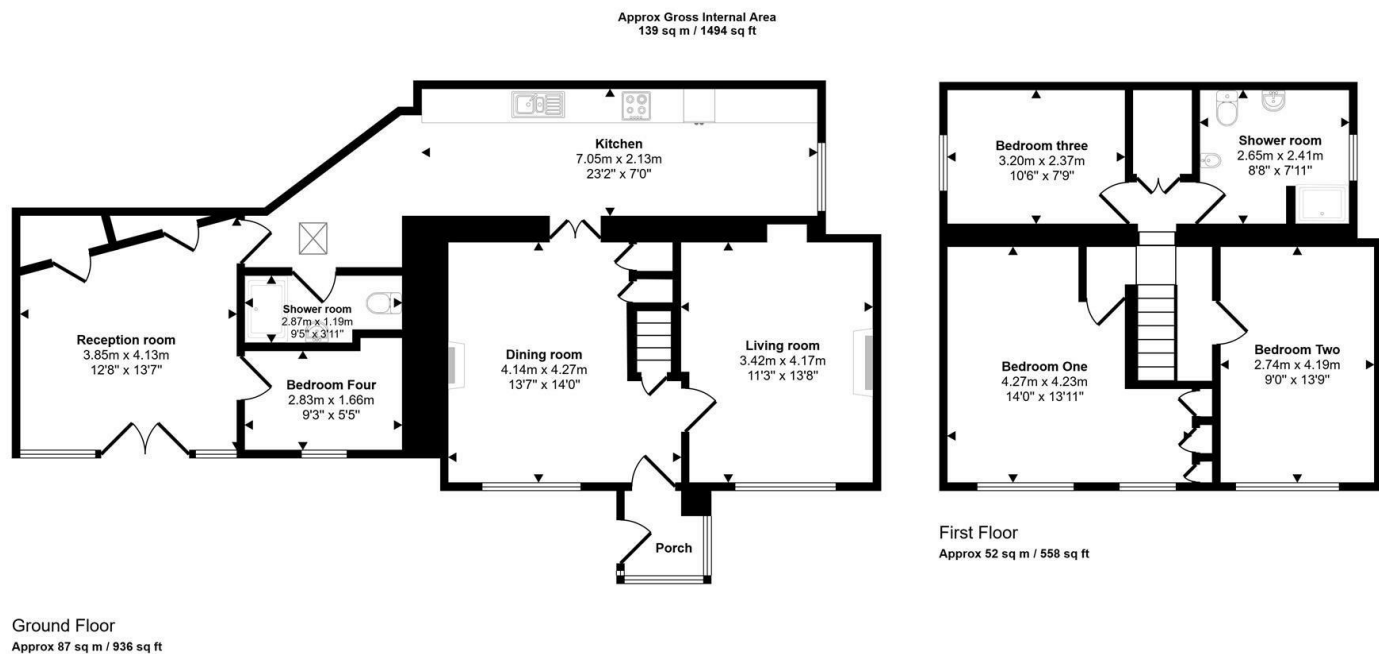 Approx Gross Internal Area
139 sq m / 1494 sq ft
Kitchen
7.05m x 2.13m
23'2" x 7'0"
Reception room
3.85m x 4.13m
12'8" x 13'7"
Shower room
2.87m x 1.19m
9'5" x 3'11"
Bedroom Four
2.83m x 1.66m
9'3" x 5'5"
Dining room
4.14m x 4.27m
13'7" x 14'0"
Living room
3.42m x 4.17m
11'3" x 13'8"
Porch
Ground Floor
Approx 87 sq m / 936 sq ft
Bedroom three
3.20m x 2.37m
10'6" x 7'9"
Shower room
2.65m x 2.41m
8'8" x 7'11"
Bedroom One
4.27m x 4.23m
14'0" x 13'11"
Bedroom Two
2.74m x 4.19m
9'0" x 13'9"
First Floor
Approx 52 sq m / 558 sq ft